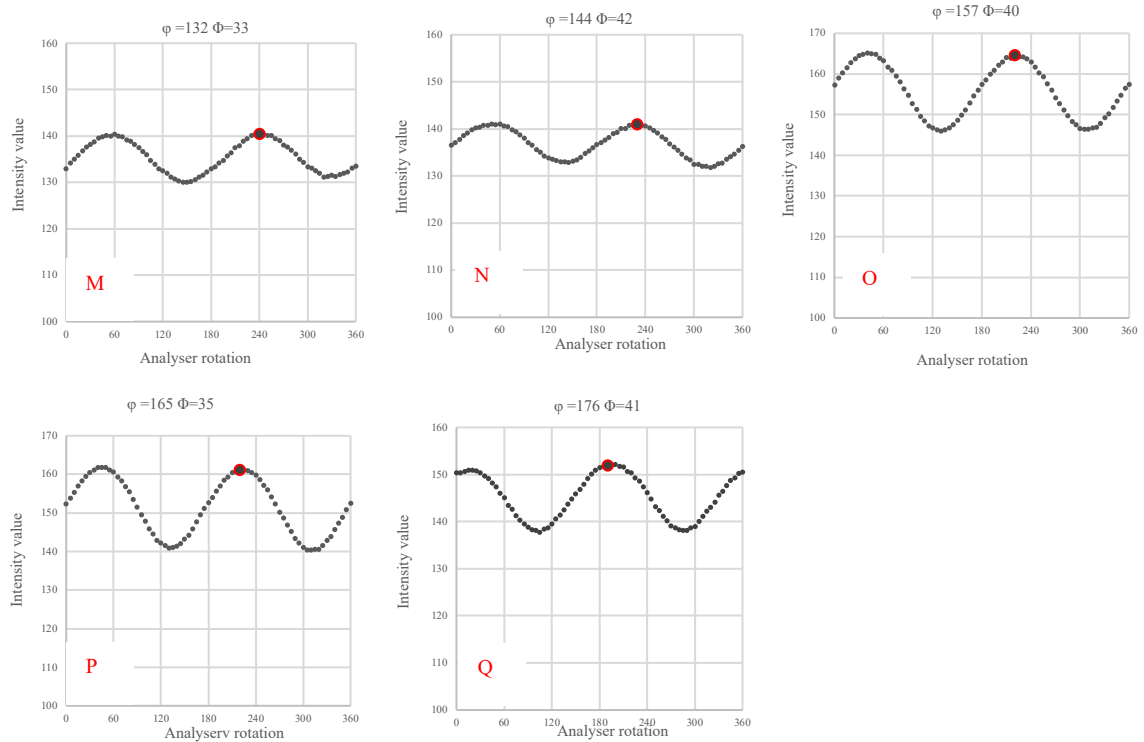 φ =132 Φ=33
160
150
140
130
120
110
100
Intensity value
0 60 120 180 240 300 360
Analyser rotation
M
φ =144 Φ=42
160
150
140
130
120
110
100
Intensity value
0 60 120 180 240 300 360
Analyser rotation
N
φ =157 Φ=40
170
160
150
140
130
120
110
100
Intensity value
0 60 120 180 240 300 360
Analyser rotation
O
φ =165 Φ=35
170
160
150
140
130
120
110
100
Intensity value
0 60 120 180 240 300 360
Analyserv rotation
P
φ =176 Φ=41
160
150
140
130
120
110
100
Intensity value
0 60 120 180 240 300 360
Analyser rotation
Q